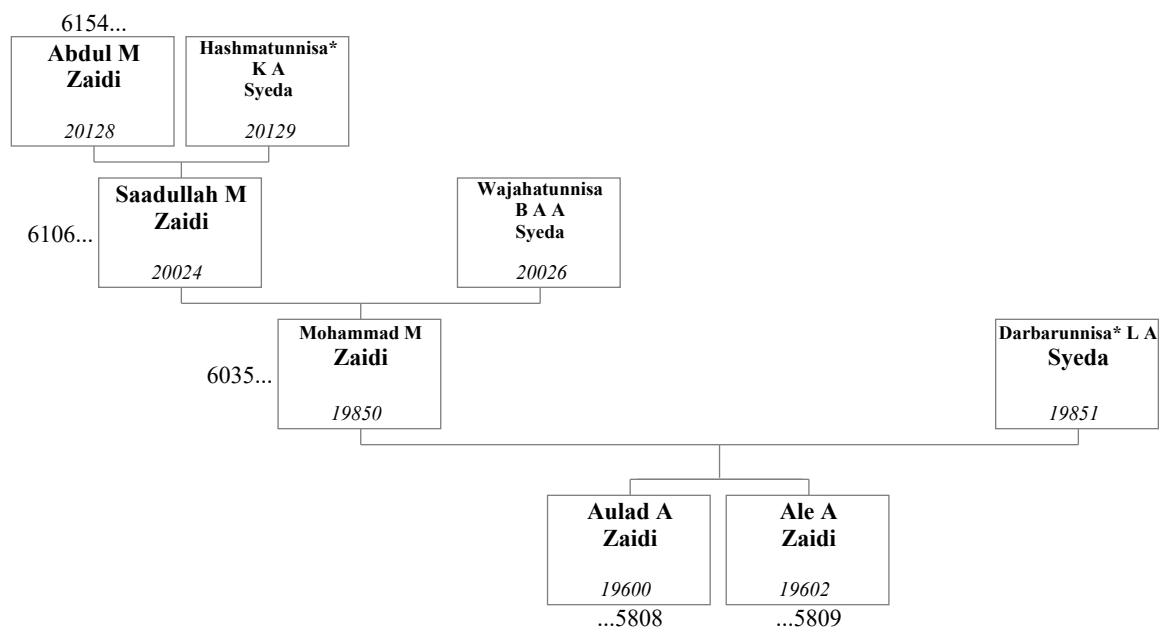 6154...
Abdul M
Zaidi
20128
Hashmatunnisa*
K A
Syeda
20129
6106...
Saadullah M
Zaidi
20024
Wajahatunnisa
B A A
Syeda
20026
6035...
Mohammad M
Zaidi
19850
Darbarunnisa* L A
Syeda
19851
Aulad A
Zaidi
19600
...5808
Ale A
Zaidi
19602
...5809